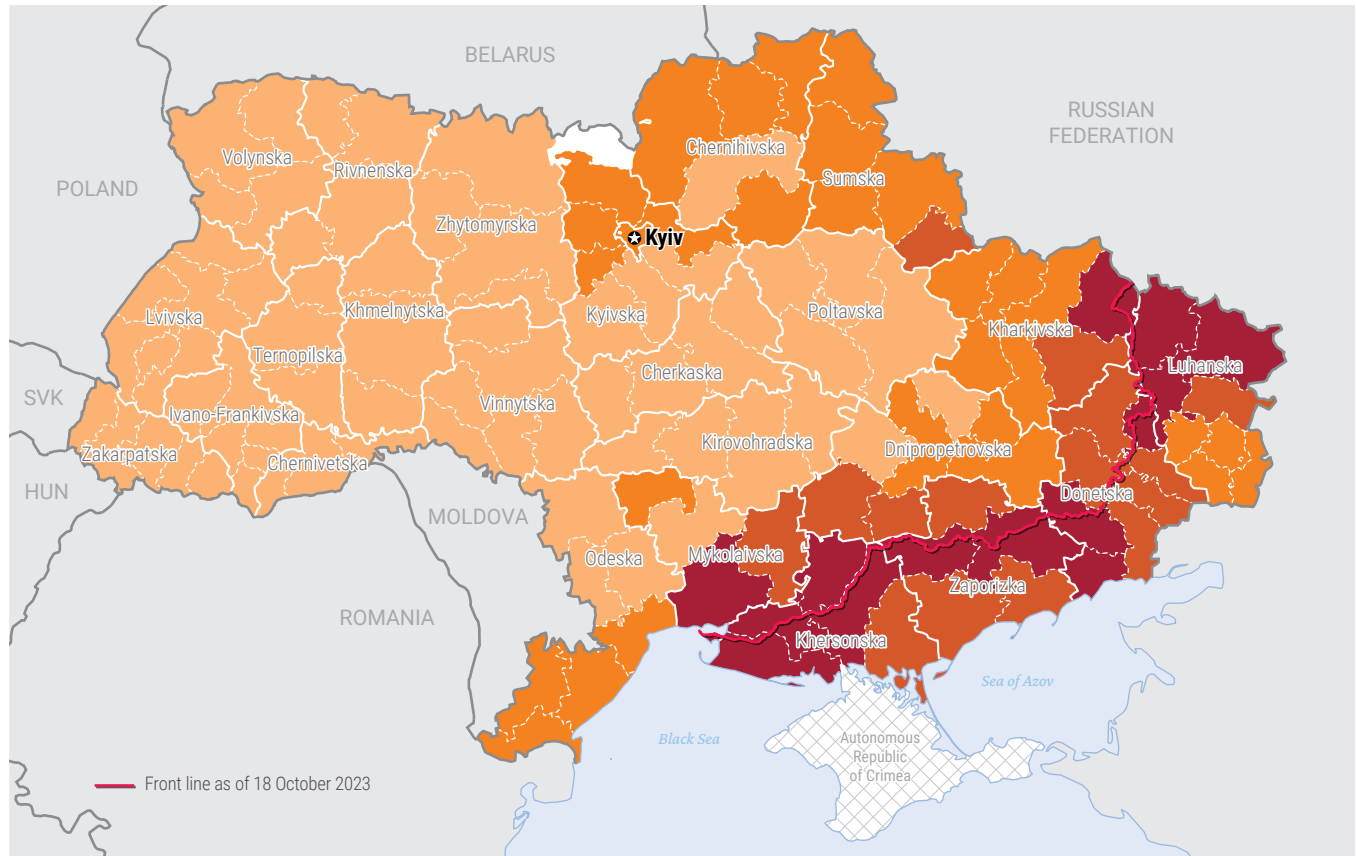 BELARUS
RUSSIAN
FEDERATION
Chernihivska
Volynska
Rivnenska
Sumska
POLAND
Zhytomyrska
Kyiv
Lvivska
Khmelnytska
Kyivska
Poltavska
Kharkivska
Ternopilska
Luhanska
Cherkaska
SVK
Vinnytska
Ivano-Frankivska
Kirovohradska
Dnipropetrovska
Zakarpatska
Chernivetska
HUN
Donetska
MOLDOVA
Odeska
Mykolaivska
Zaporizka
ROMANIA
Khersonska
Sea of Azov
Black Sea
Autonomous
Republic
of Crimea
Front line as of 18 October 2023